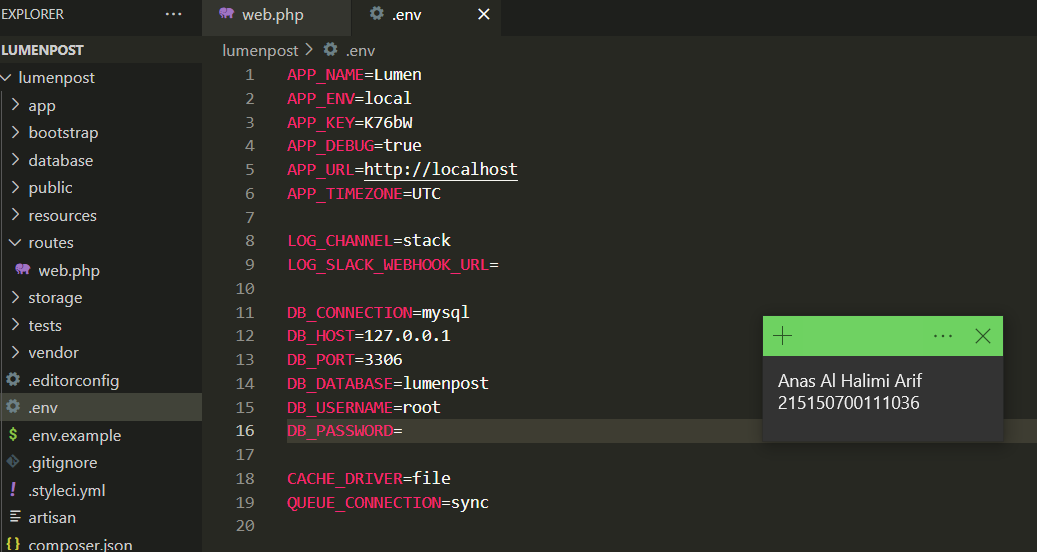 EXPLORER
LUMENPOST
lumenpost
app
bootstrap
database
public
resources
routes
web.php
storage
tests
vendor
.editorconfig
.env
.env.example
.gitignore
.styleci.yml
artisan
composer.json
web.php
.env
lumenpost > .env
1 APP_NAME=Lumen
2 APP_ENV=local
3 APP_KEY=K76bW
4 APP_DEBUG=true
5 APP_URL=http://localhost
6 APP_TIMEZONE=UTC
7
8 LOG_CHANNEL=stack
9 LOG_SLACK_WEBHOOK_URL=
10
11 DB_CONNECTION=mysql
12 DB_HOST=127.0.0.1
13 DB_PORT=3306
14 DB_DATABASE=lumenpost
15 DB_USERNAME=root
16 DB_PASSWORD=
17
18 CACHE_DRIVER=file
19 QUEUE_CONNECTION=sync
20
Anas Al Halimi Arif
215150700111036